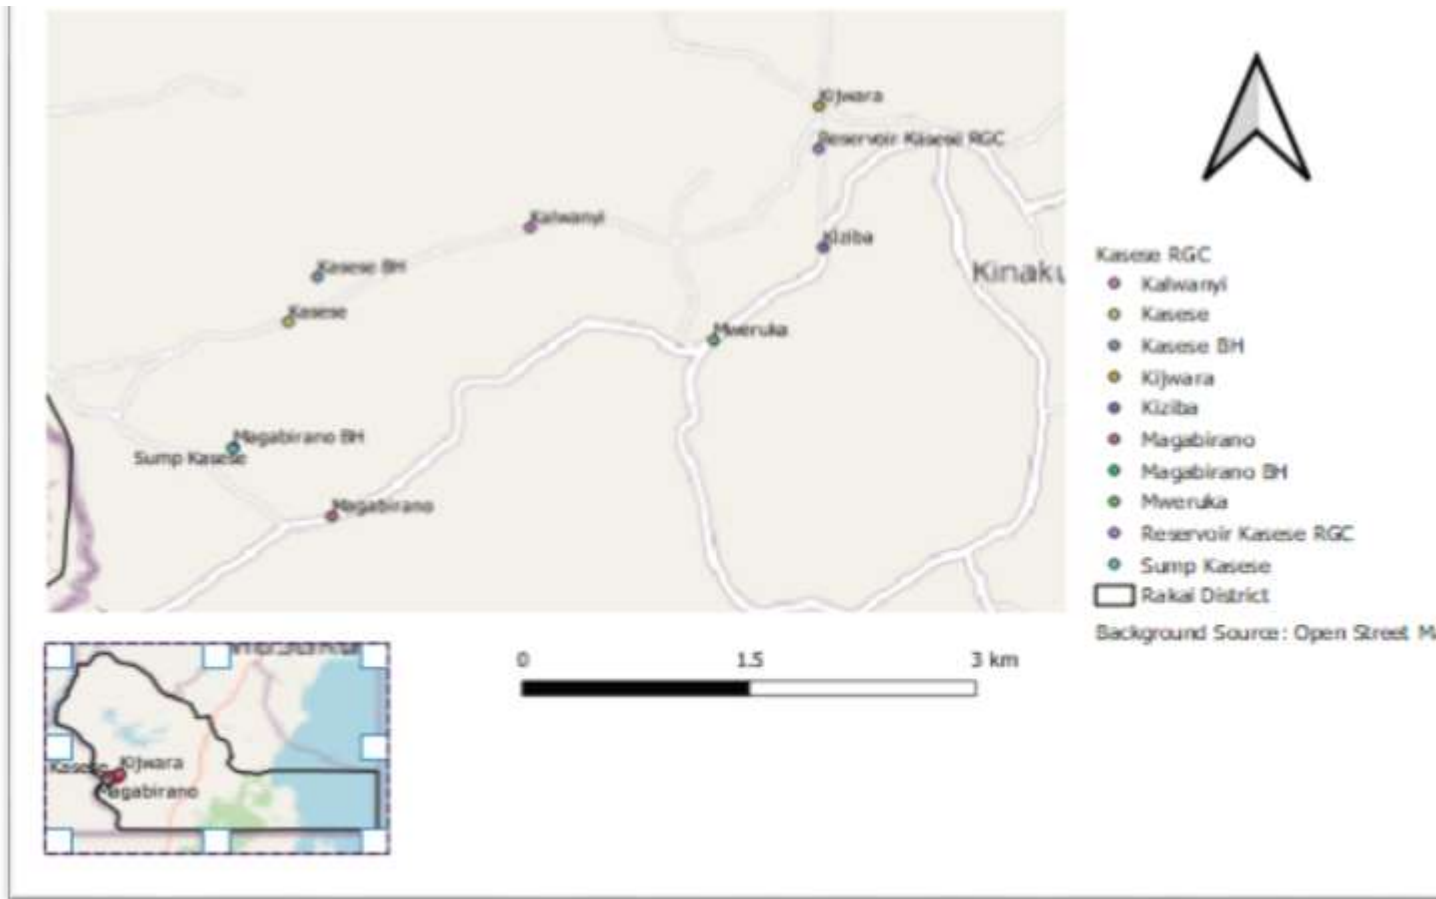 Kijwara
Reservoir Kasese RGC
Kalwanyi
Kiziba
Kasese BH
Kinaku
Kasese
Mweruka
Magabirano BH
Sump Kasese
Magabirano
Kasese RGC
Kalwanyi
Kasese
Kasese BH
Kijwara
Kiziba
Magabirano
Magabirano BH
Mweruka
Reservoir Kasese RGC
Sump Kasese
Rakai District
Background Source: Open Street Ma
0 1.5 3 km
Kijwara
Kasese
Magabirano